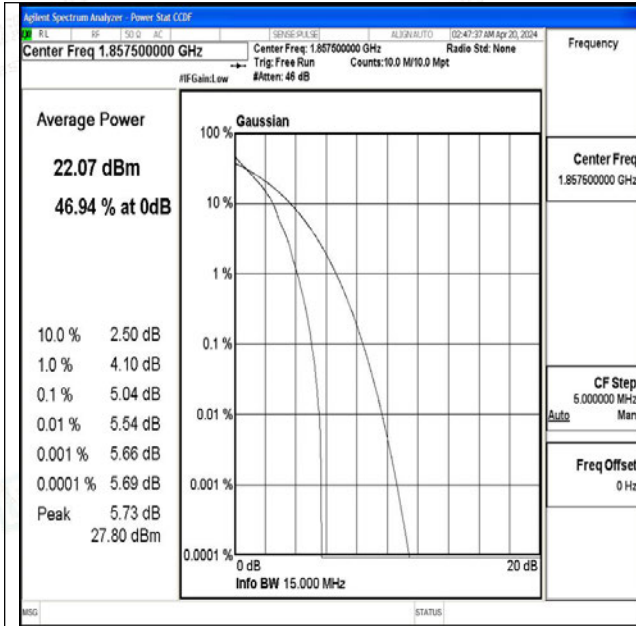 Agilent Spectrum Analyzer - Power Stat CCDF
RL RF 50 Ω AC SENSE:PULSE ALIGNAUTO 02:47:37 AM Apr 20, 2024
Center Freq 1.857500000 GHz
Center Freq: 1.857500000 GHz Radio Std: None
Trig: Free Run Counts:10.0 M/10.0 Mpt
#IFGain:Low #Atten: 46 dB
Frequency
Average Power
22.07 dBm
46.94 % at 0dB
10.0 % 2.50 dB
1.0 % 4.10 dB
0.1 % 5.04 dB
0.01 % 5.54 dB
0.001 % 5.66 dB
0.0001 % 5.69 dB
Peak 5.73 dB
27.80 dBm
Gaussian
100 %
10 %
1 %
0.1 %
0.01 %
0.001 %
0.0001 %
0 dB 20 dB
Info BW 15.000 MHz
Center Freq
1.857500000 GHz
CF Step
5.000000 MHz
Auto Man
Freq Offset
0 Hz
MSG STATUS